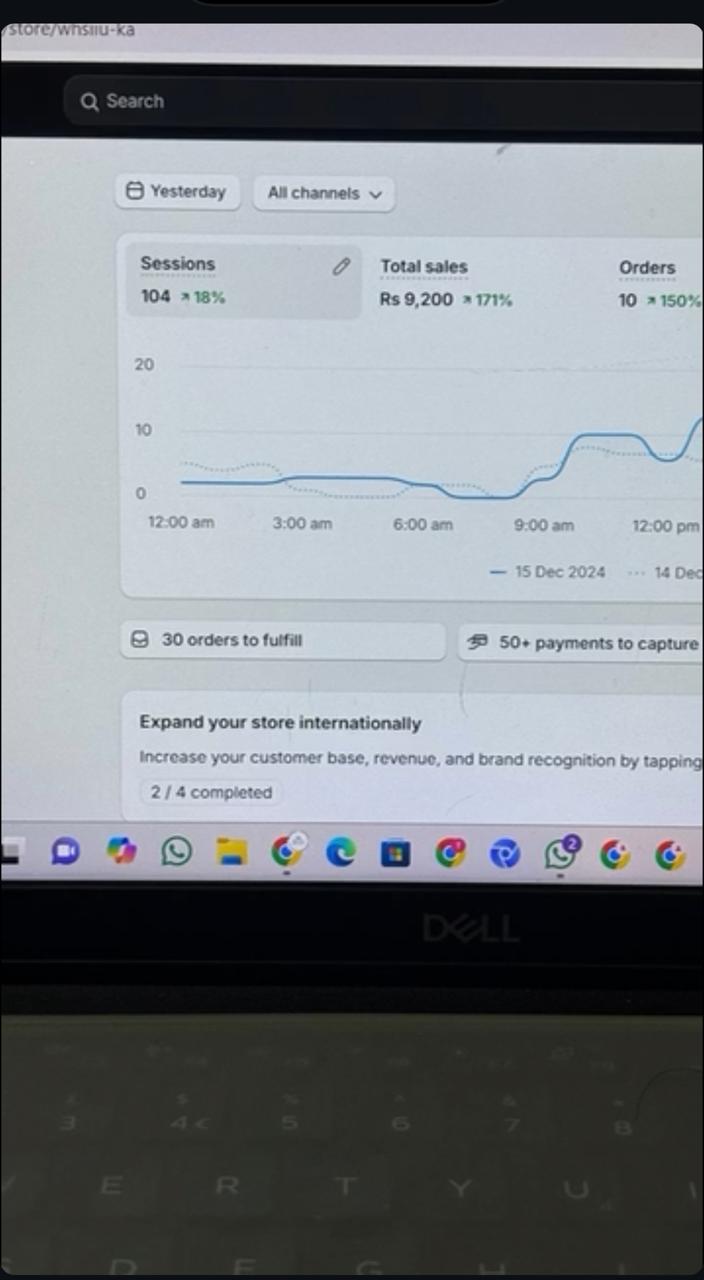 /store/whsiiu-ka
Search
Yesterday
All channels
Sessions
104 ↗ 18%
Total sales
Rs 9,200 ↗ 171%
Orders
10 ↗ 150%
20
10
0
12:00 am 3:00 am 6:00 am 9:00 am 12:00 pm
15 Dec 2024 14 Dec
30 orders to fulfill
50+ payments to capture
Expand your store internationally
Increase your customer base, revenue, and brand recognition by tapping
2 / 4 completed
2
DELL
3 $ 4 € % 5 6 & 7 8
E R T Y U I
D F G H